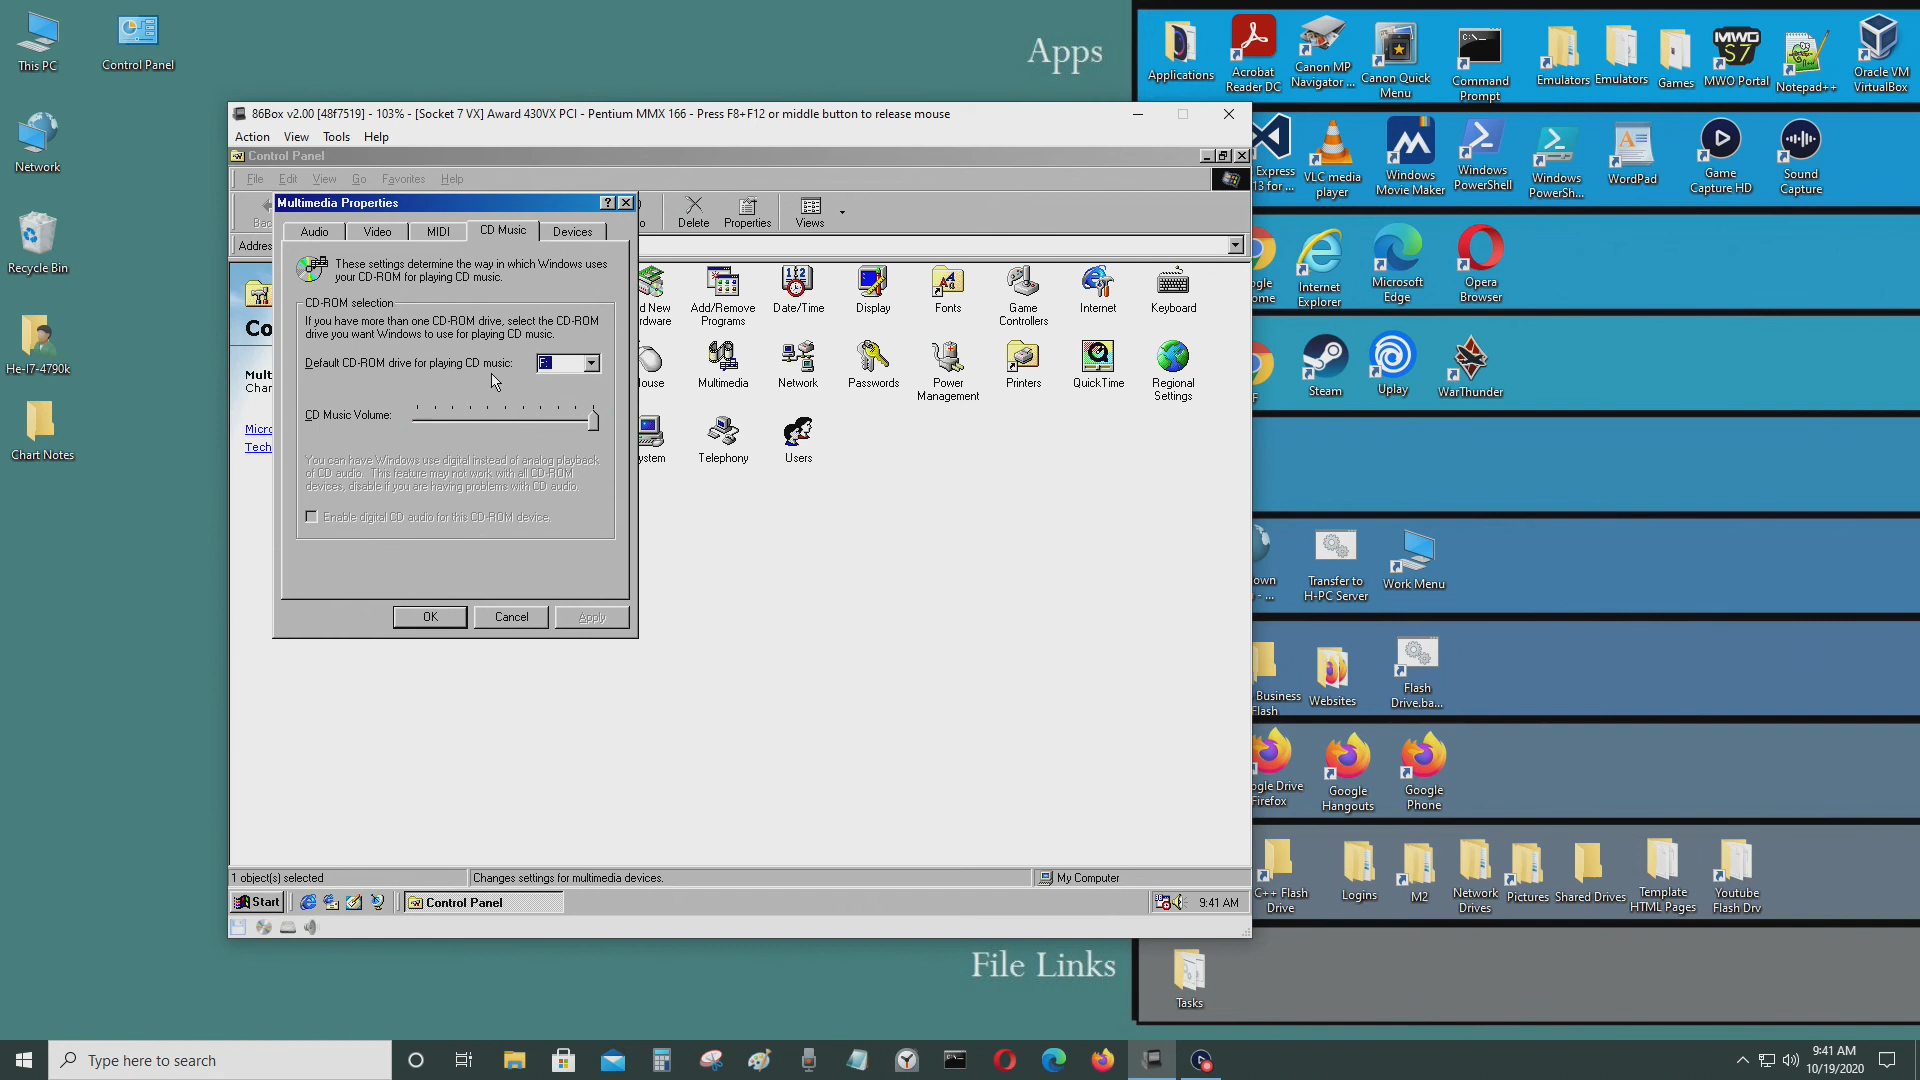 This PC
Control Panel
Network
Recycle Bin
He-I7-4790k
Chart Notes
Apps
86Box v2.00 [48f7519] - 103% - [Socket 7 VX] Award 430VX PCI - Pentium MMX 166 - Press F8+F12 or middle button to release mouse
Action View Tools Help
Control Panel
File Edit View Go Favorites Help
Delete
Properties
Views
Multimedia Properties
Audio
Video
MIDI
CD Music
Devices
These settings determine the way in which Windows uses
your CD-ROM for playing CD music.
CD-ROM selection
If you have more than one CD-ROM drive, select the CD-ROM
drive you want Windows to use for playing CD music.
Default CD-ROM drive for playing CD music:
F:
CD Music Volume:
You can have Windows use digital instead of analog playback
of CD audio. This feature may not work with all CD-ROM
devices, disable if you are having problems with CD audio.
Enable digital CD audio for this CD-ROM device.
OK
Cancel
Apply
Add/Remove
Programs
Date/Time
Display
Fonts
Game
Controllers
Internet
Keyboard
Multimedia
Network
Passwords
Power
Management
Printers
QuickTime
Regional
Settings
Telephony
Users
1 object(s) selected
Changes settings for multimedia devices.
My Computer
Start
Control Panel
9:41 AM
Applications
Acrobat
Reader DC
Canon MP
Navigator ...
Canon Quick
Menu
Command
Prompt
Emulators
Emulators
Games
MWO Portal
Notepad++
Oracle VM
VirtualBox
VLC media
player
Windows
Movie Maker
Windows
PowerShell
Windows
PowerSh...
WordPad
Game
Capture HD
Sound
Capture
Internet
Explorer
Microsoft
Edge
Opera
Browser
Steam
Uplay
WarThunder
Transfer to
H-PC Server
Work Menu
Business
Flash
Websites
Flash
Drive.ba...
Firefox
Google
Hangouts
Google
Phone
C++ Flash
Drive
Logins
M2
Network
Drives
Pictures
Shared Drives
Template
HTML Pages
Youtube
Flash Drv
File Links
Tasks
Type here to search
9:41 AM
10/19/2020